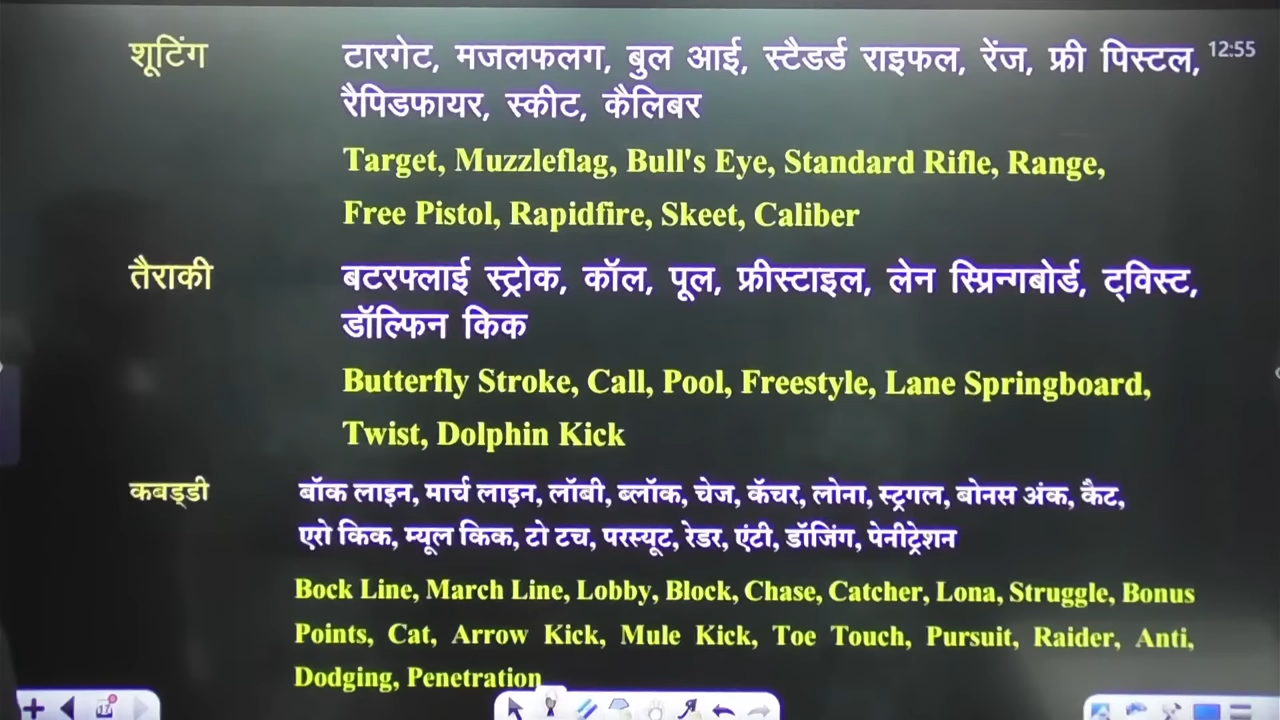 12:55
शूटिंग टारगेट, मजलफलग, बुल आई, स्टैडर्ड राइफल, रेंज, फ्री पिस्टल,
रैपिडफायर, स्कीट, कैलिबर
Target, Muzzleflag, Bull's Eye, Standard Rifle, Range,
Free Pistol, Rapidfire, Skeet, Caliber
तैराकी बटरफ्लाई स्ट्रोक, कॉल, पूल, फ्रीस्टाइल, लेन स्प्रिन्गबोर्ड, ट्विस्ट,
डॉल्फिन किक
Butterfly Stroke, Call, Pool, Freestyle, Lane Springboard,
Twist, Dolphin Kick
कबड्डी बॉक लाइन, मार्च लाइन, लॉबी, ब्लॉक, चेज, कॅचर, लोना, स्ट्रगल, बोनस अंक, कैट,
एरो किक, म्यूल किक, टो टच, परस्यूट, रेडर, एंटी, डॉजिंग, पेनीट्रेशन
Bock Line, March Line, Lobby, Block, Chase, Catcher, Lona, Struggle, Bonus
Points, Cat, Arrow Kick, Mule Kick, Toe Touch, Pursuit, Raider, Anti,
Dodging, Penetration